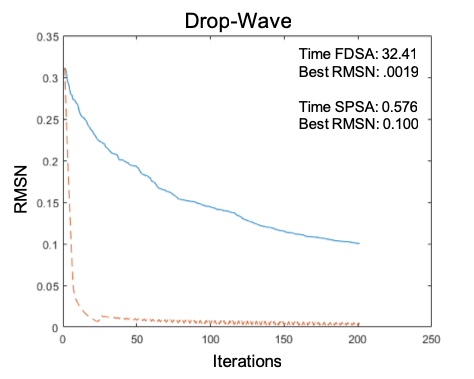 Drop-Wave
Time FDSA: 32.41
Best RMSN: .0019
Time SPSA: 0.576
Best RMSN: 0.100
RMSN
0.35
0.3
0.25
0.2
0.15
0.1
0.05
0
0 50 100 150 200 250
Iterations